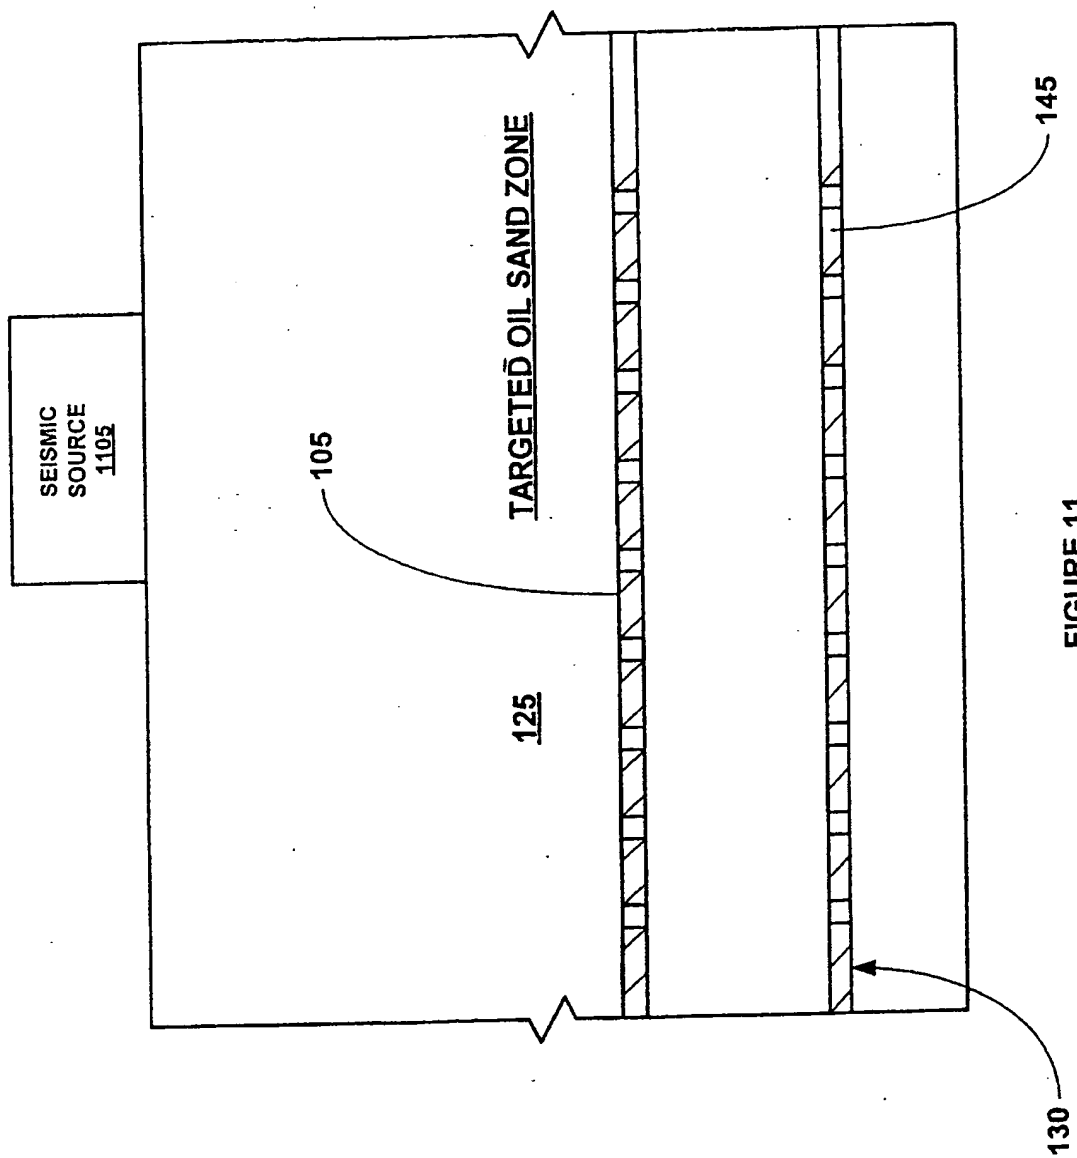 SEISMIC
SOURCE
1105
105
TARGETED OIL SAND ZONE
125
145
130
FIGURE 11